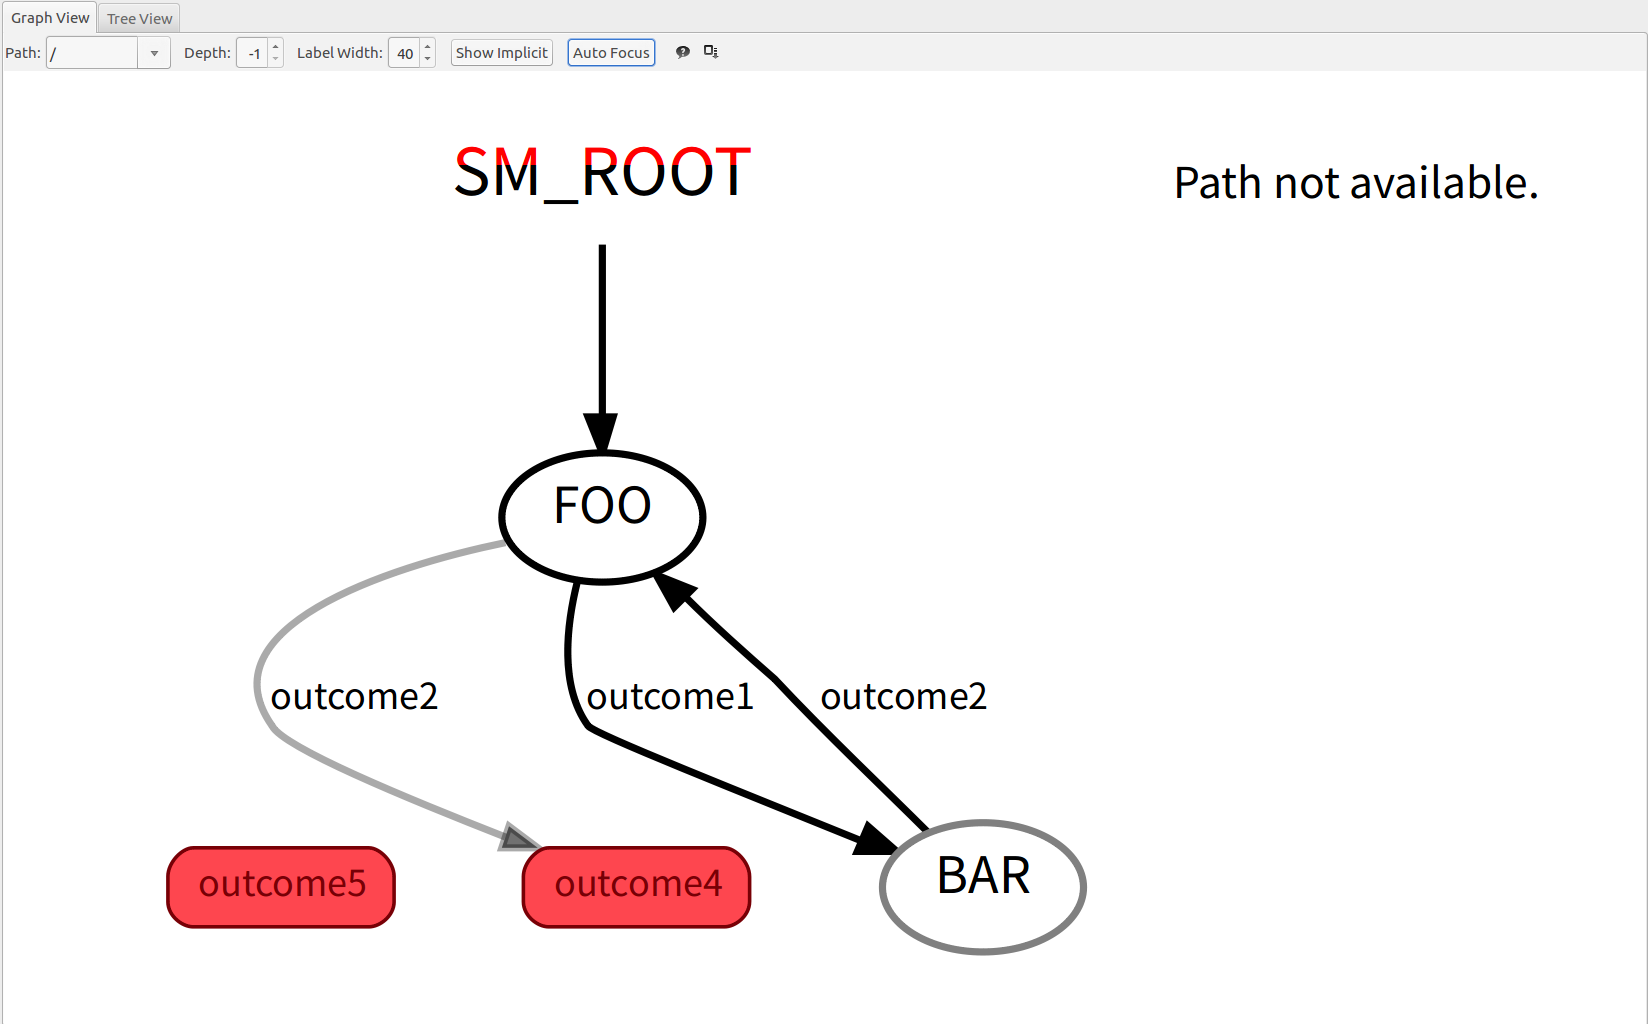 Graph View Tree View
Path: / Depth: -1 Label Width: 40 Show Implicit Auto Focus
SM_ROOT
Path not available.
FOO
outcome2 outcome1 outcome2
outcome5 outcome4 BAR